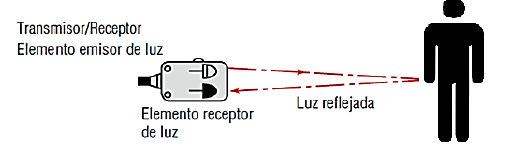 Transmisor/Receptor
Elemento emisor de luz
Elemento receptor
de luz
Luz reflejada